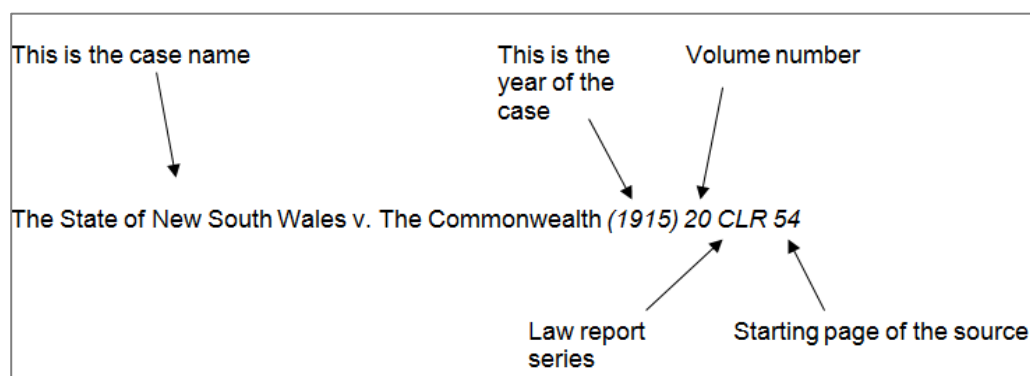 This is the case name
This is the
year of the
case
Volume number
The State of New South Wales v. The Commonwealth (1915) 20 CLR 54
Law report
series
Starting page of the source